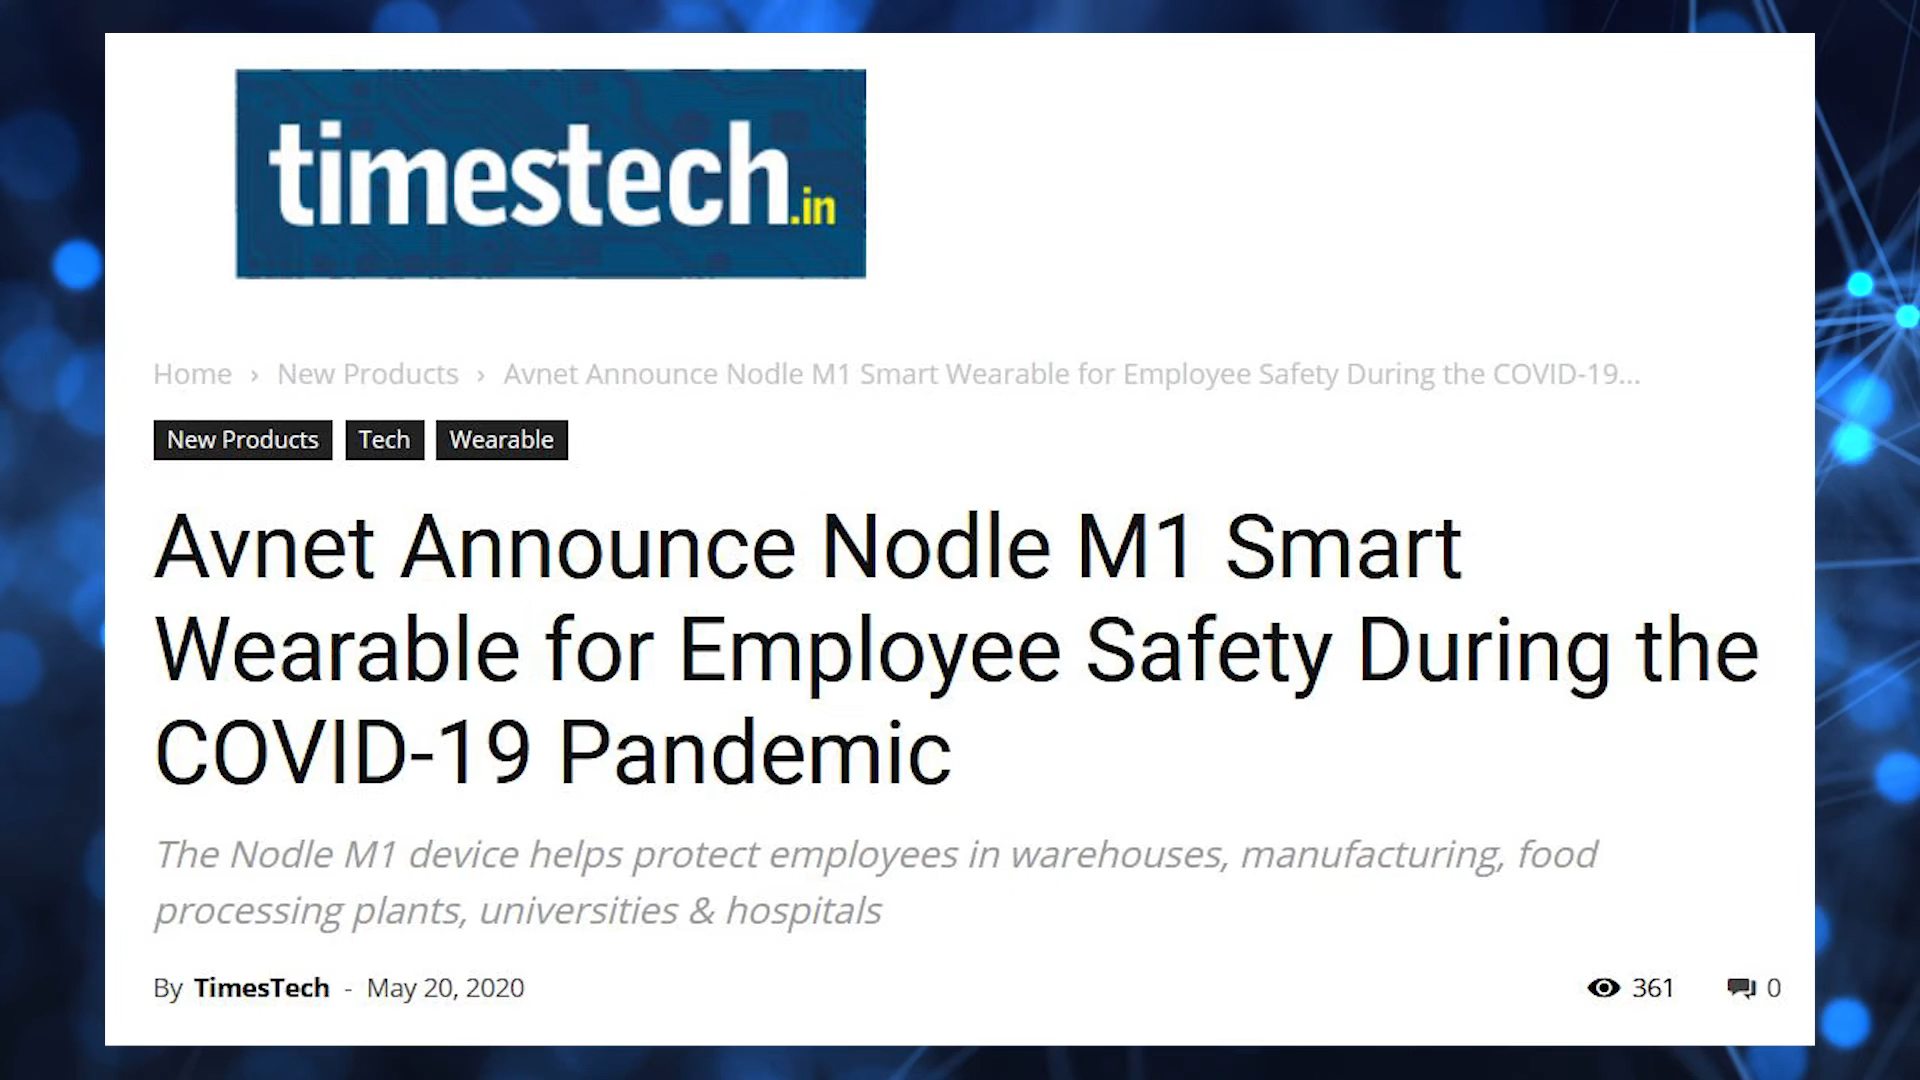 timestech.in
Home › New Products › Avnet Announce Nodle M1 Smart Wearable for Employee Safety During the COVID-19...
New Products Tech Wearable
Avnet Announce Nodle M1 Smart
Wearable for Employee Safety During the
COVID-19 Pandemic
The Nodle M1 device helps protect employees in warehouses, manufacturing, food
processing plants, universities & hospitals
By TimesTech - May 20, 2020 361 0